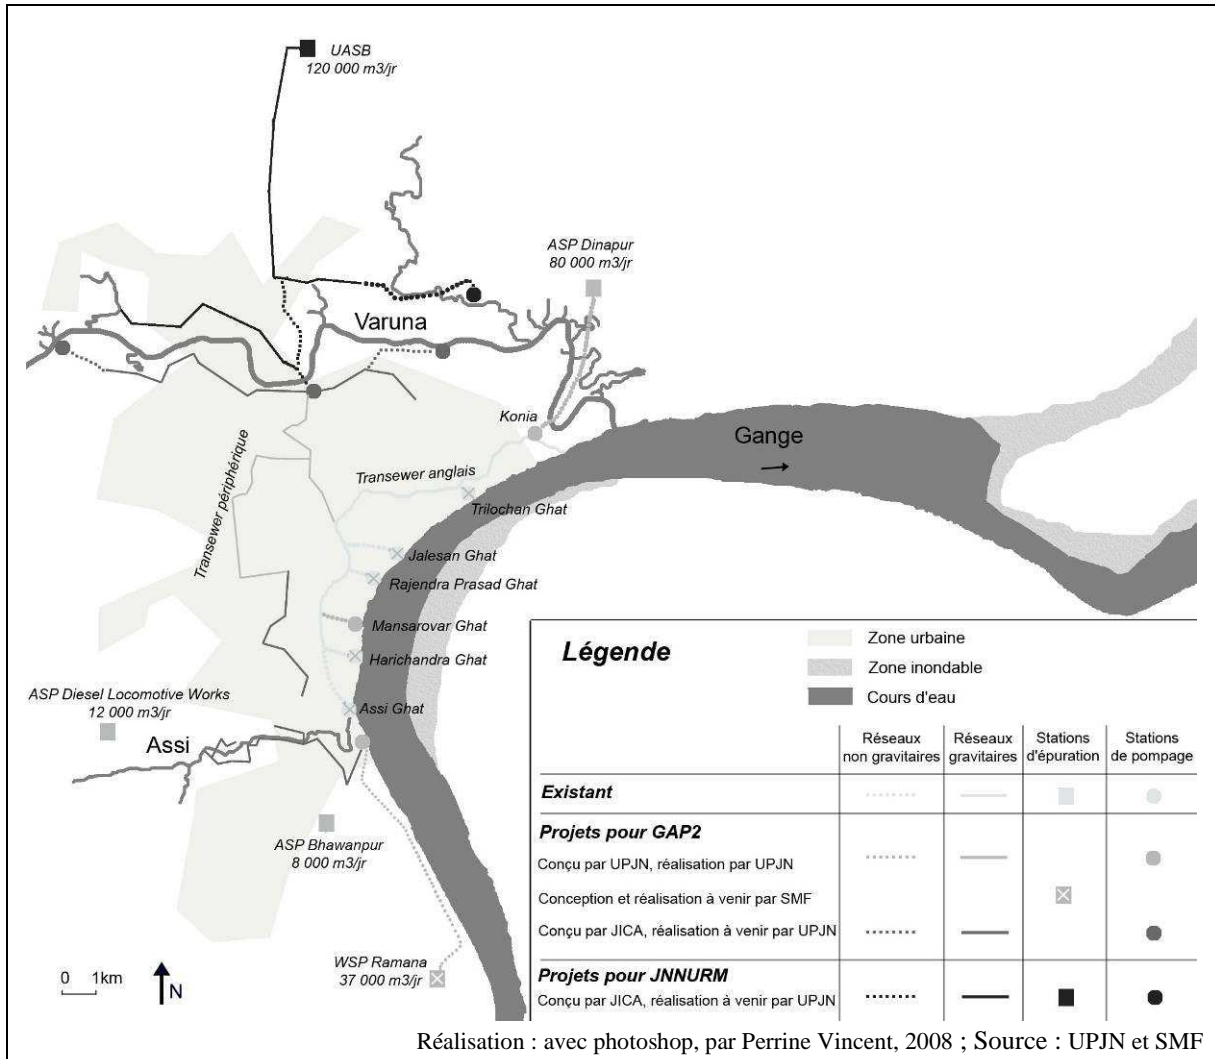 UASB
120 000 m3/jr
ASP Dinapur
80 000 m3/jr
Varuna
Konia
Gange
Transewer périphérique
Transewer anglais
Trilochan Ghat
Jalesan Ghat
Rajendra Prasad Ghat
Mansarovar Ghat
Harichandra Ghat
ASP Diesel Locomotive Works
12 000 m3/jr
Assi Ghat
Assi
ASP Bhawanpur
8 000 m3/jr
WSP Ramana
37 000 m3/jr
0 1km
N
Légende
Zone urbaine
Zone inondable
Cours d'eau
Réseaux non gravitaires
Réseaux gravitaires
Stations d'épuration
Stations de pompage
Existant
Projets pour GAP2
Conçu par UPJN, réalisation par UPJN
Conception et réalisation à venir par SMF
Conçu par JICA, réalisation à venir par UPJN
Projets pour JNNURM
Conçu par JICA, réalisation à venir par UPJN
Réalisation : avec photoshop, par Perrine Vincent, 2008 ; Source : UPJN et SMF